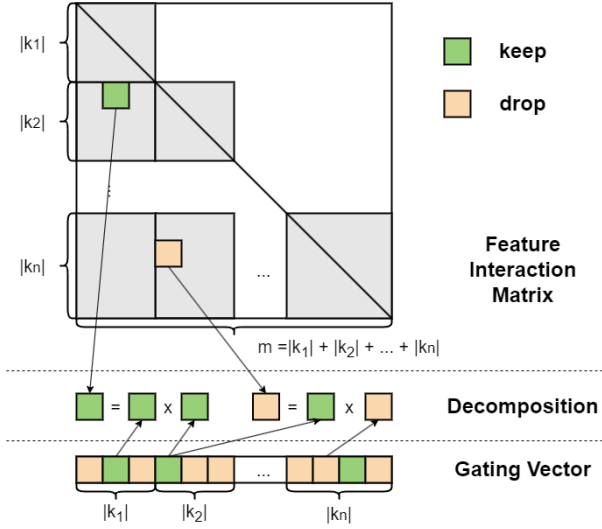 |k1|
keep
|k2|
drop
⋮
|kn|
...
Feature
Interaction
Matrix
m =|k1| + |k2| + ... + |kn|
= x
= x
Decomposition
...
Gating Vector
|k1|
|k2|
|kn|